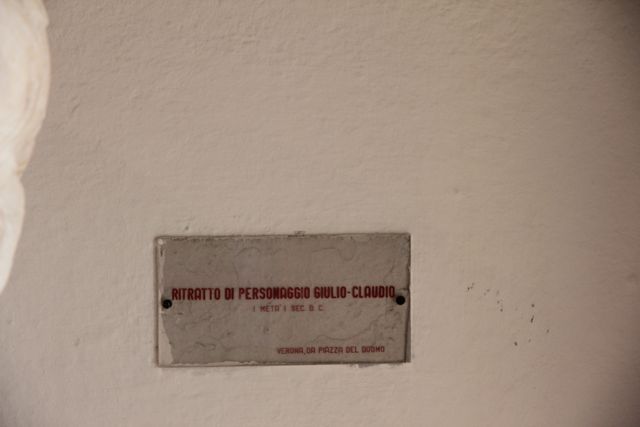 RITRATTO DI PERSONAGGIO GIULIO-CLAUDIO
I METÀ I SEC. D. C.
VERONA, DA PIAZZA DEL DUOMO